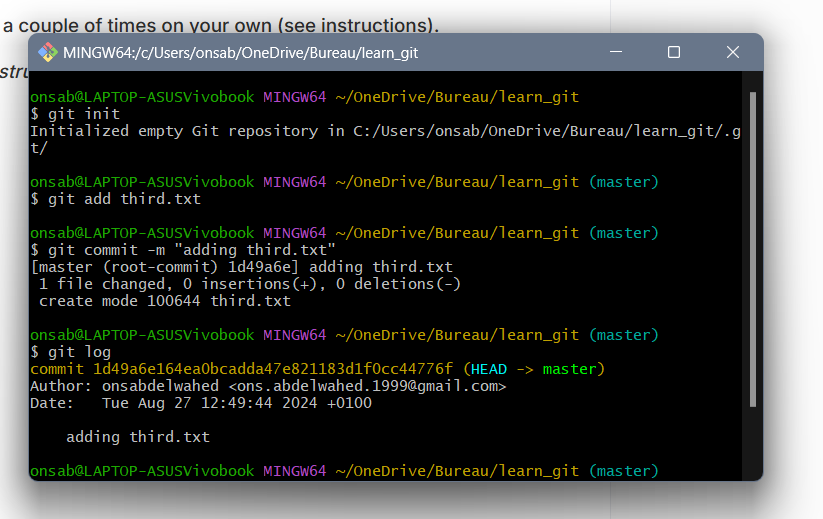 a couple of times on your own (see instructions).
stru
MINGW64:/c/Users/onsab/OneDrive/Bureau/learn_git
onsab@LAPTOP-ASUSVivobook MINGW64 ~/OneDrive/Bureau/learn_git
$ git init
Initialized empty Git repository in C:/Users/onsab/OneDrive/Bureau/learn_git/.g
t/
onsab@LAPTOP-ASUSVivobook MINGW64 ~/OneDrive/Bureau/learn_git (master)
$ git add third.txt
onsab@LAPTOP-ASUSVivobook MINGW64 ~/OneDrive/Bureau/learn_git (master)
$ git commit -m "adding third.txt"
[master (root-commit) 1d49a6e] adding third.txt
 1 file changed, 0 insertions(+), 0 deletions(-)
 create mode 100644 third.txt
onsab@LAPTOP-ASUSVivobook MINGW64 ~/OneDrive/Bureau/learn_git (master)
$ git log
commit 1d49a6e164ea0bcadda47e821183d1f0cc44776f (HEAD -> master)
Author: onsabdelwahed <ons.abdelwahed.1999@gmail.com>
Date:   Tue Aug 27 12:49:44 2024 +0100
    adding third.txt
onsab@LAPTOP-ASUSVivobook MINGW64 ~/OneDrive/Bureau/learn_git (master)